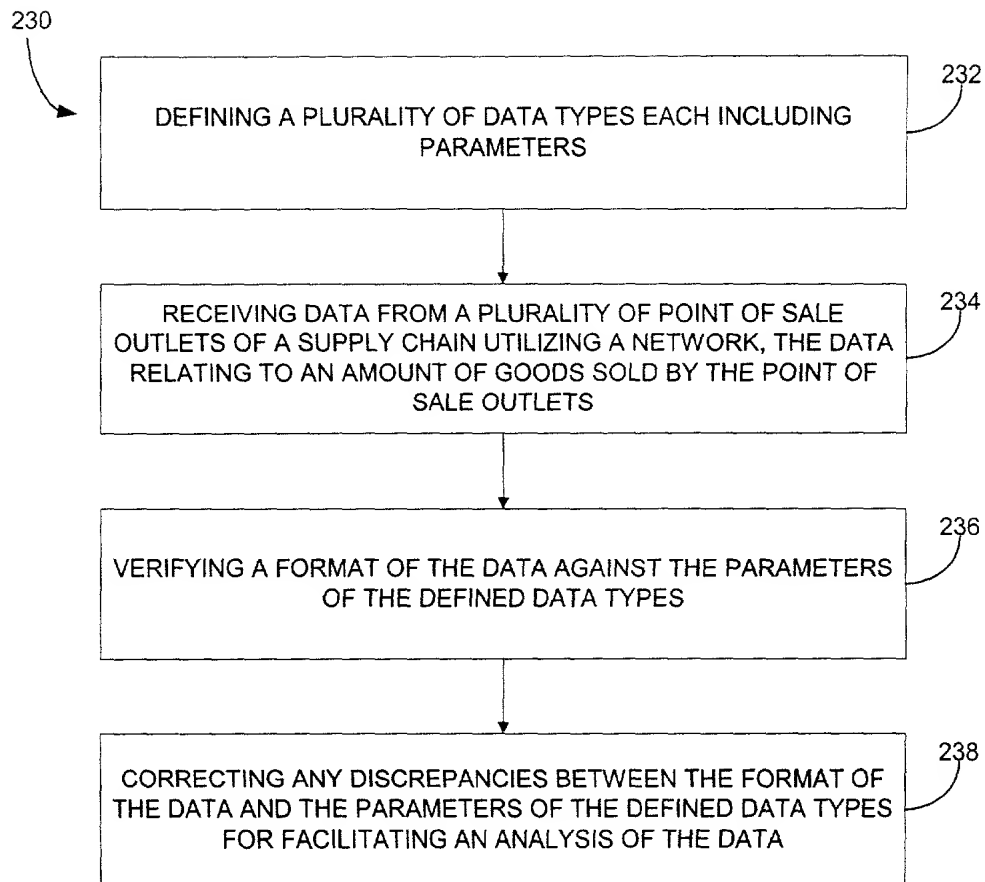 230
232
DEFINING A PLURALITY OF DATA TYPES EACH INCLUDING
PARAMETERS
234
RECEIVING DATA FROM A PLURALITY OF POINT OF SALE
OUTLETS OF A SUPPLY CHAIN UTILIZING A NETWORK, THE DATA
RELATING TO AN AMOUNT OF GOODS SOLD BY THE POINT OF
SALE OUTLETS
236
VERIFYING A FORMAT OF THE DATA AGAINST THE PARAMETERS
OF THE DEFINED DATA TYPES
238
CORRECTING ANY DISCREPANCIES BETWEEN THE FORMAT OF
THE DATA AND THE PARAMETERS OF THE DEFINED DATA TYPES
FOR FACILITATING AN ANALYSIS OF THE DATA